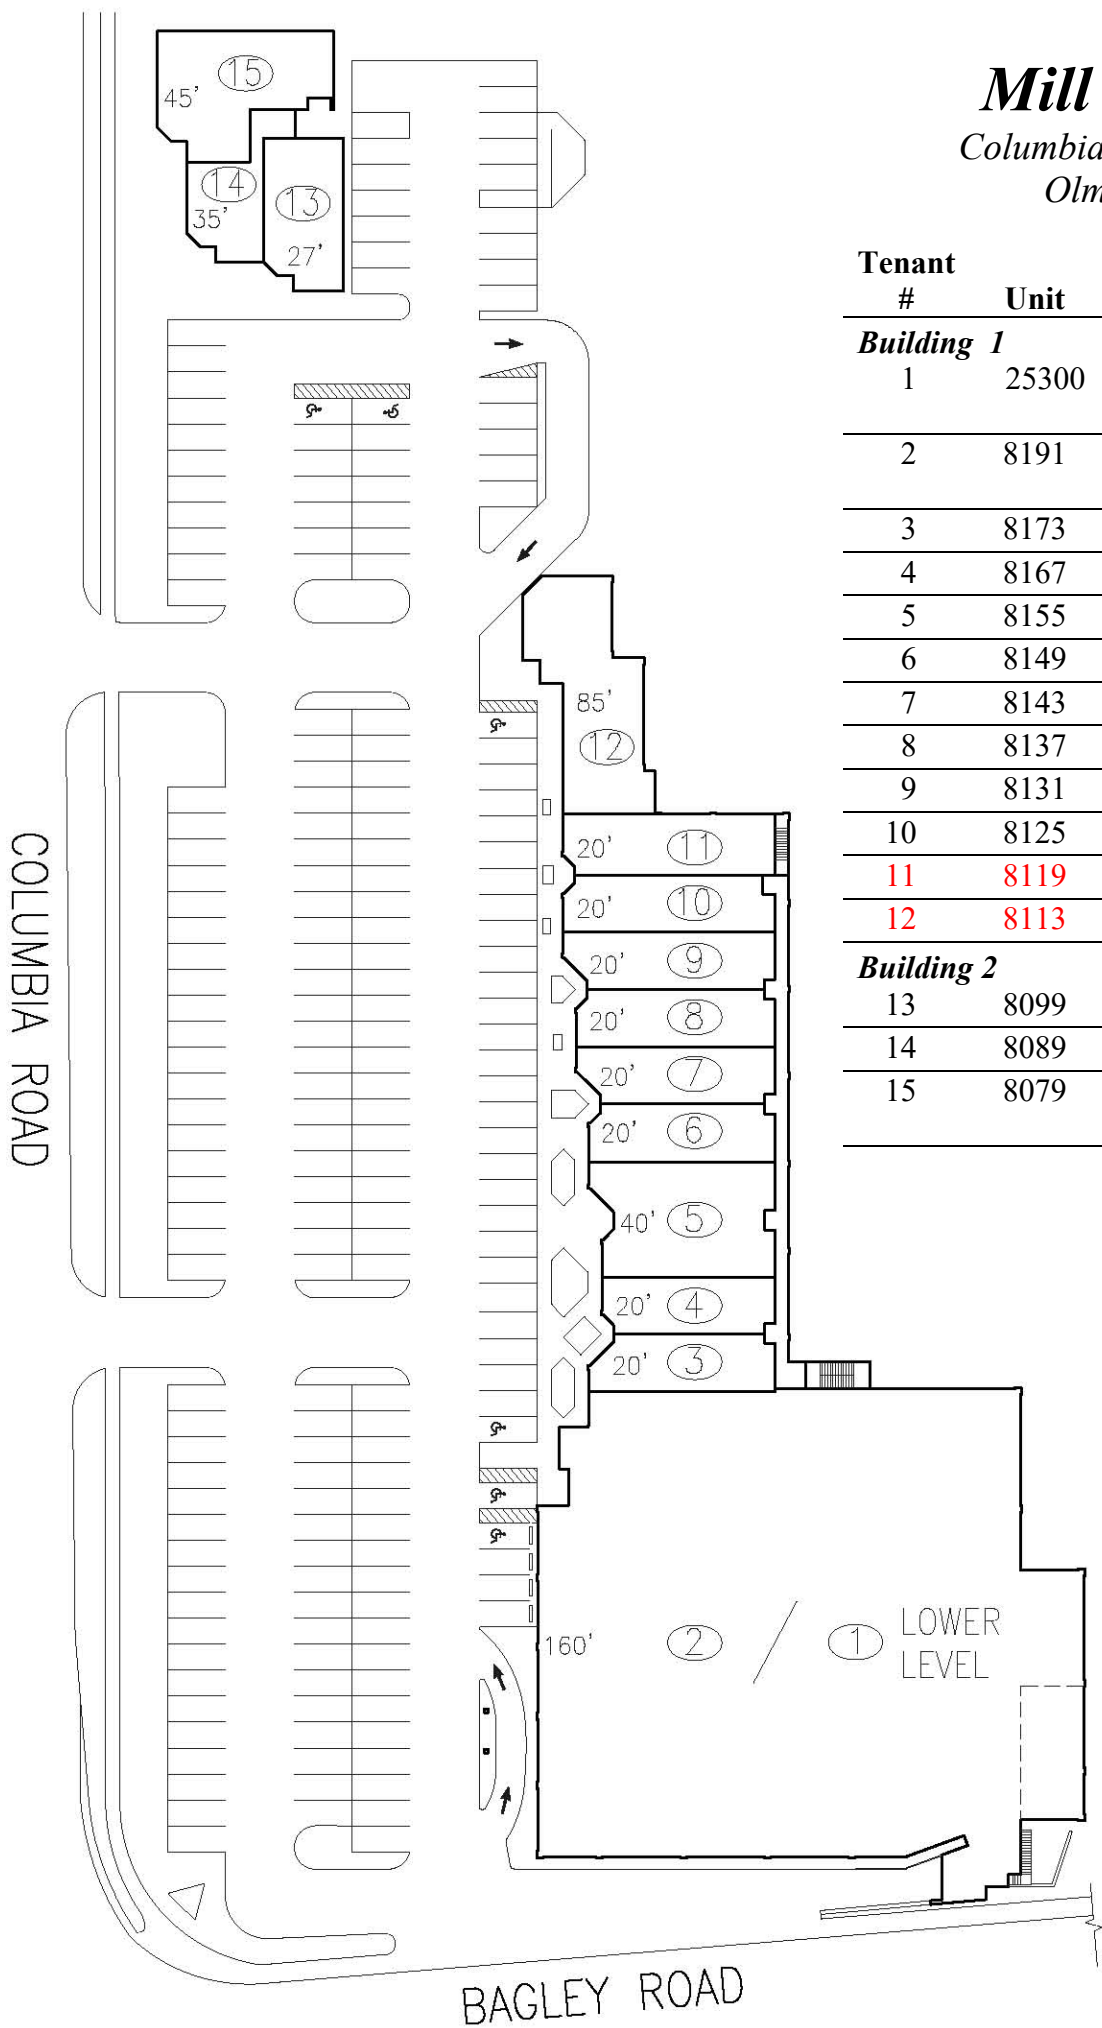 Mill
Columbia
Olm
Tenant
# Unit
Building 1
1 25300
2 8191
3 8173
4 8167
5 8155
6 8149
7 8143
8 8137
9 8131
10 8125
11 8119
12 8113
Building 2
13 8099
14 8089
15 8079
15
45'
14
35'
13
27'
85'
12
20' 11
20' 10
20' 9
20' 8
20' 7
20' 6
40' 5
20' 4
20' 3
160' 2 / 1 LOWER
LEVEL
COLUMBIA ROAD
BAGLEY ROAD